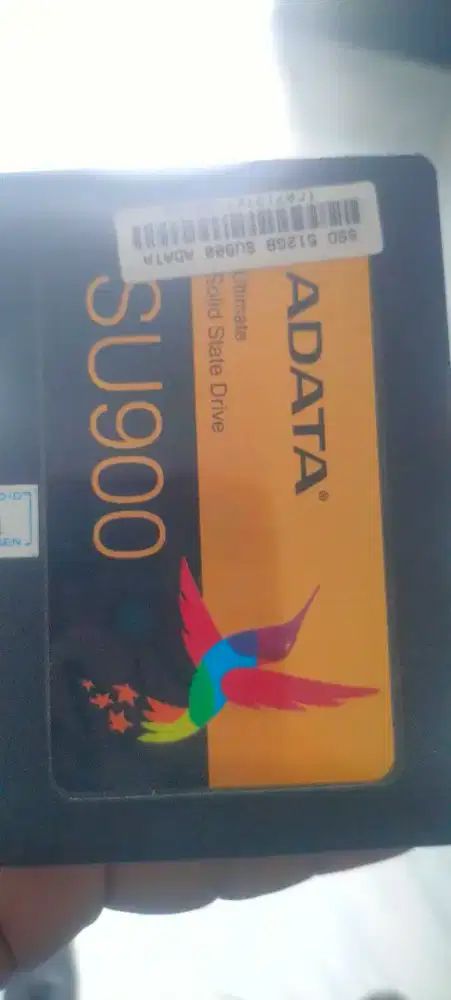 ADATA®
Ultimate
Solid State Drive
SU900
SSD 512GB SU900 ADATA